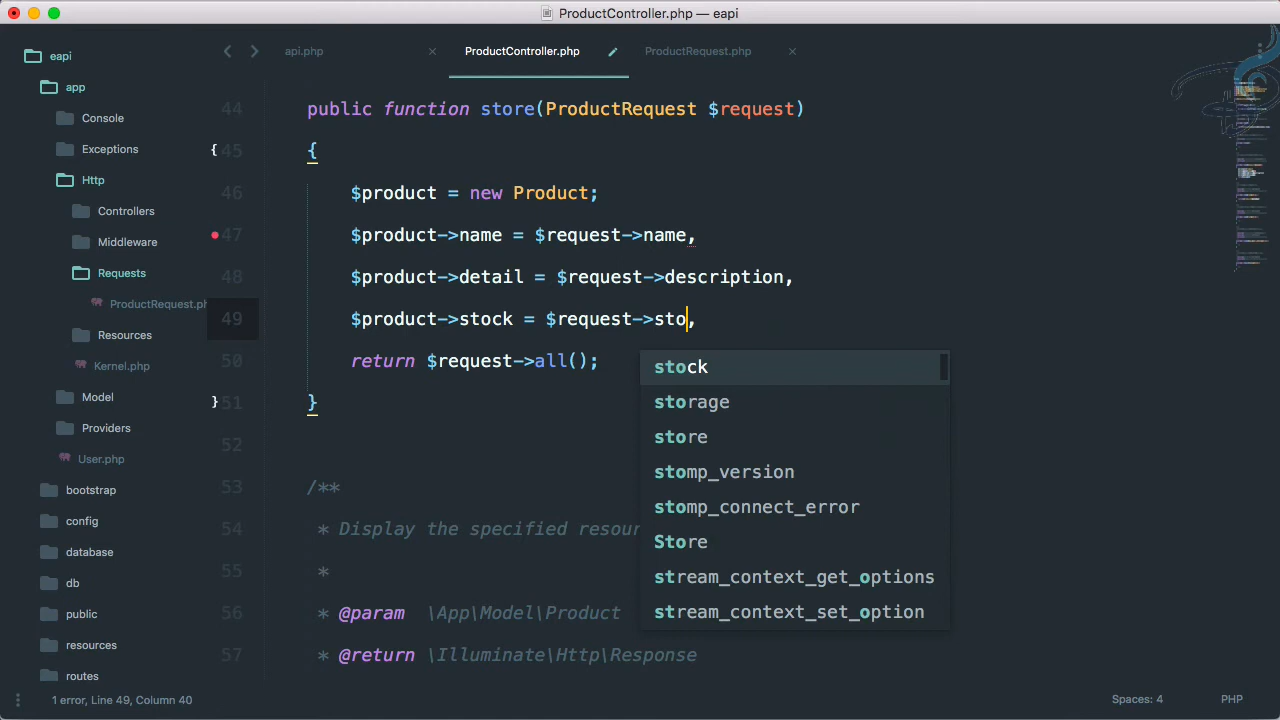 ProductController.php — eapi
eapi
app
Console
Exceptions
Http
Controllers
Middleware
Requests
ProductRequest.ph
Resources
Kernel.php
Model
Providers
User.php
bootstrap
config
database
db
public
resources
routes
api.php
ProductController.php
ProductRequest.php
44 public function store(ProductRequest $request)
{ 45 {
46 $product = new Product;
47 $product->name = $request->name,
48 $product->detail = $request->description,
49 $product->stock = $request->sto,
50 return $request->all();
} 51 }
52
53 /**
54 * Display the specified resour
55 *
56 * @param \App\Model\Product
57 * @return \Illuminate\Http\Response
stock
storage
store
stomp_version
stomp_connect_error
Store
stream_context_get_options
stream_context_set_option
1 error, Line 49, Column 40
Spaces: 4
PHP